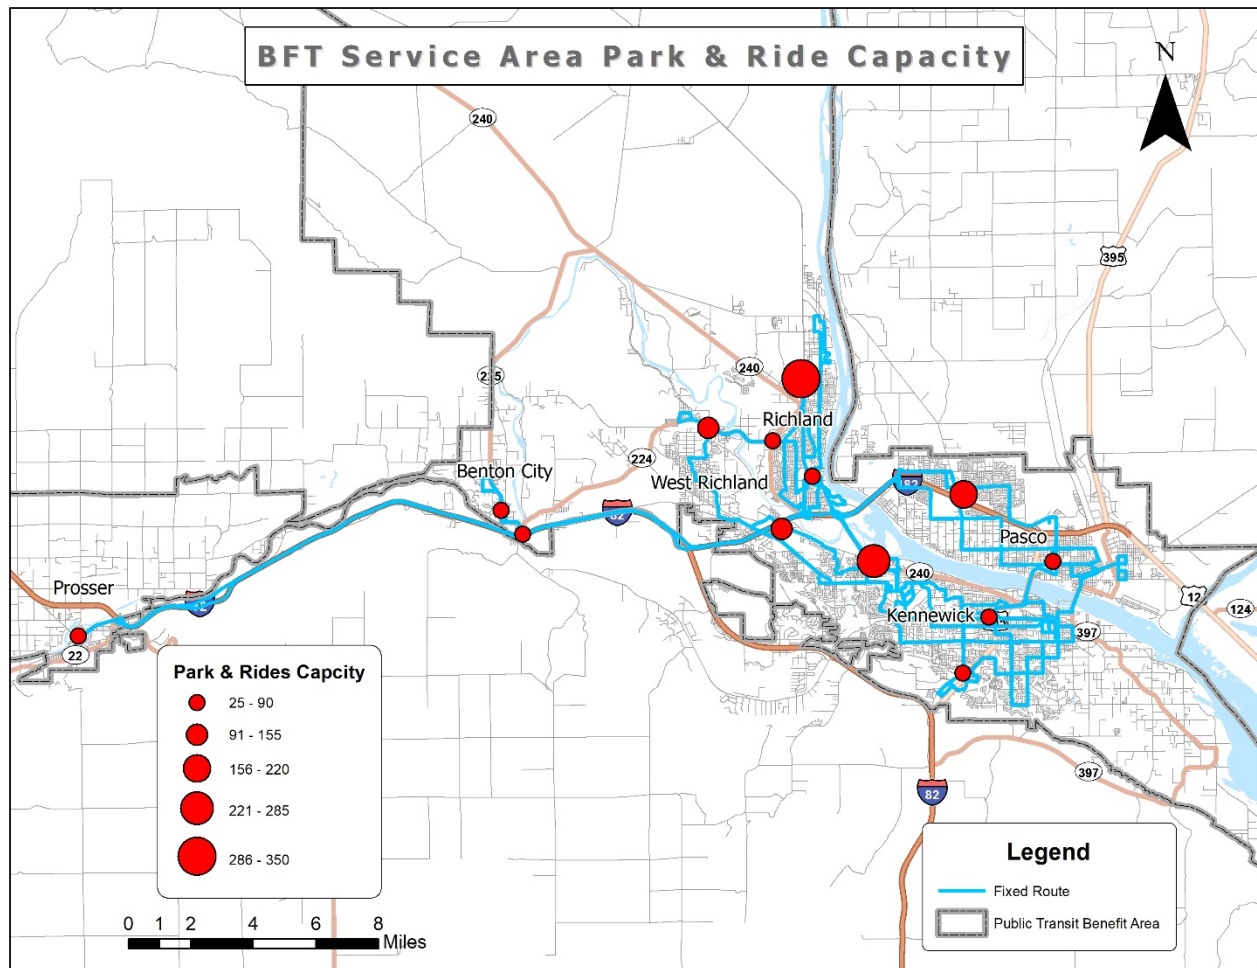 BFT Service Area Park & Ride Capacity
N
240
395
240
225
Richland
Benton City
224
West Richland
82
82
Pasco
240
Prosser
12
124
Kennewick
397
22
Park & Rides Capcity
25 - 90
91 - 155
156 - 220
221 - 285
286 - 350
397
82
Legend
Fixed Route
Public Transit Benefit Area
0 1 2 4 6 8
Miles